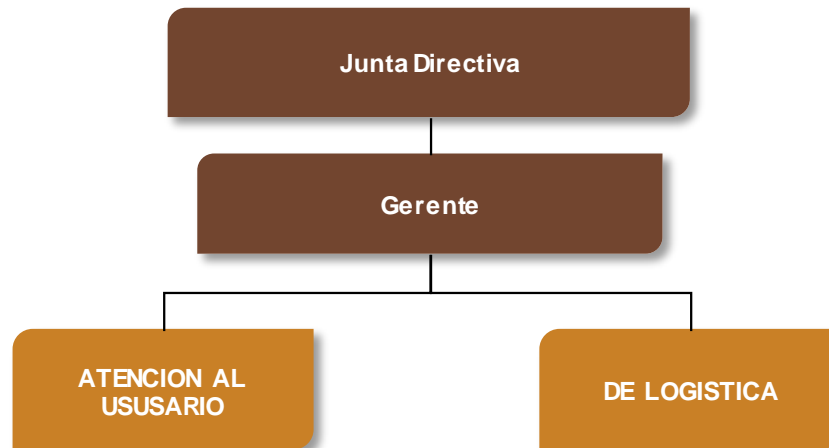 Junta Directiva
Gerente
ATENCION AL
USUSARIO
DE LOGISTICA